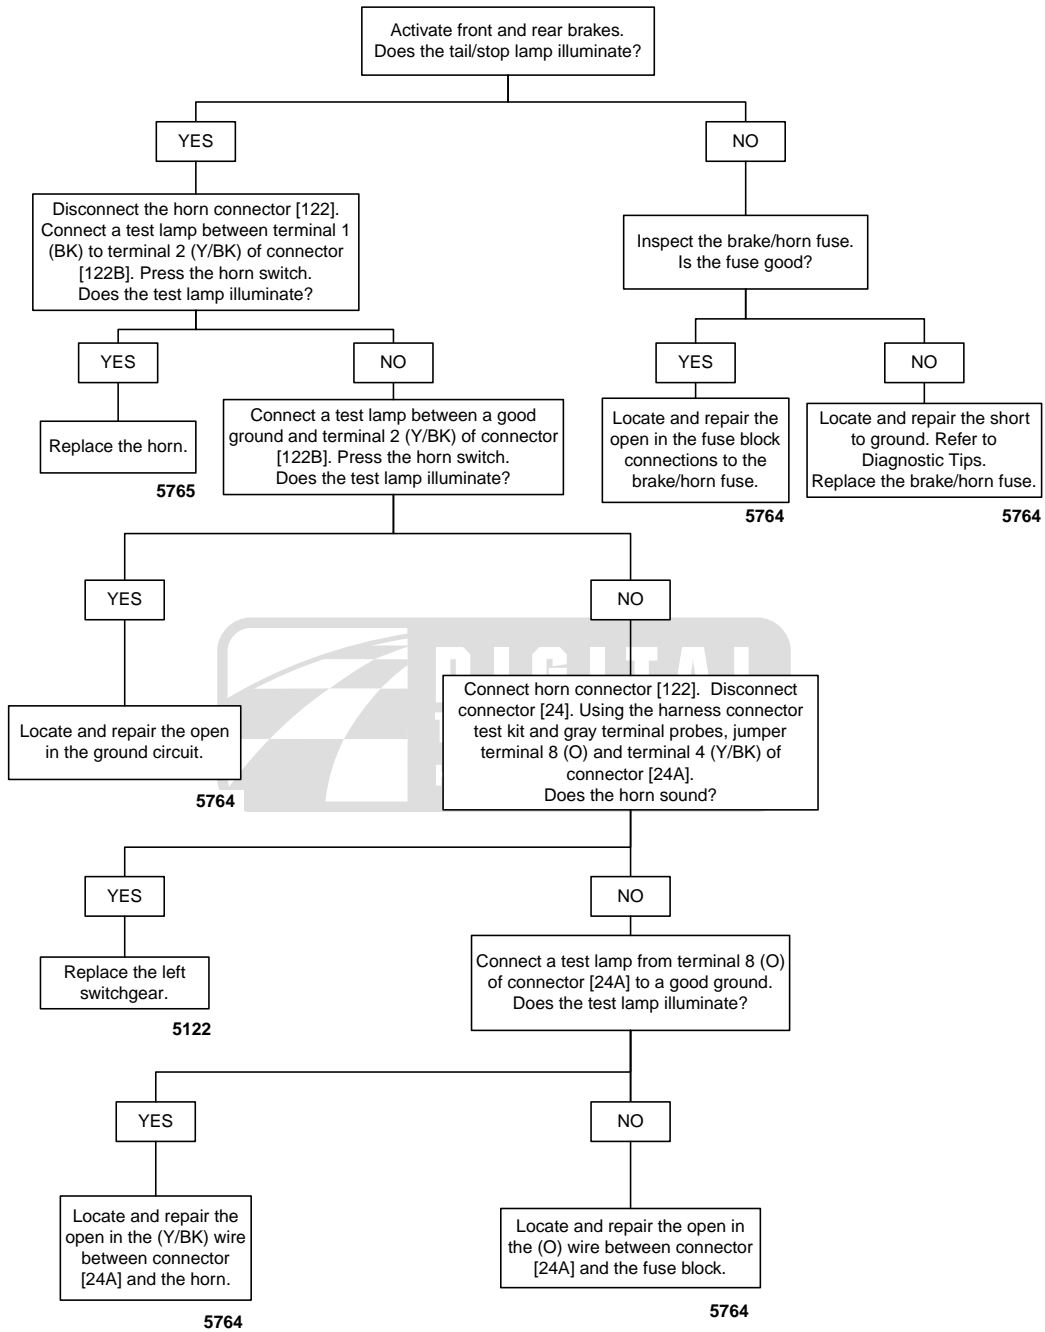 Activate front and rear brakes.
Does the tail/stop lamp illuminate?
YES
NO
Disconnect the horn connector [122].
Connect a test lamp between terminal 1
(BK) to terminal 2 (Y/BK) of connector
[122B]. Press the horn switch.
Does the test lamp illuminate?
Inspect the brake/horn fuse.
Is the fuse good?
YES
NO
YES
NO
Replace the horn.
5765
Connect a test lamp between a good
ground and terminal 2 (Y/BK) of connector
[122B]. Press the horn switch.
Does the test lamp illuminate?
Locate and repair the
open in the fuse block
connections to the
brake/horn fuse.
5764
Locate and repair the short
to ground. Refer to
Diagnostic Tips.
Replace the brake/horn fuse.
5764
YES
NO
DIGITAL
Locate and repair the open
in the ground circuit.
5764
Connect horn connector [122].  Disconnect
connector [24]. Using the harness connector
test kit and gray terminal probes, jumper
terminal 8 (O) and terminal 4 (Y/BK) of
connector [24A].
Does the horn sound?
YES
NO
Replace the left
switchgear.
5122
Connect a test lamp from terminal 8 (O)
of connector [24A] to a good ground.
Does the test lamp illuminate?
YES
NO
Locate and repair the
open in the (Y/BK) wire
between connector
[24A] and the horn.
5764
Locate and repair the open in
the (O) wire between connector
[24A] and the fuse block.
5764